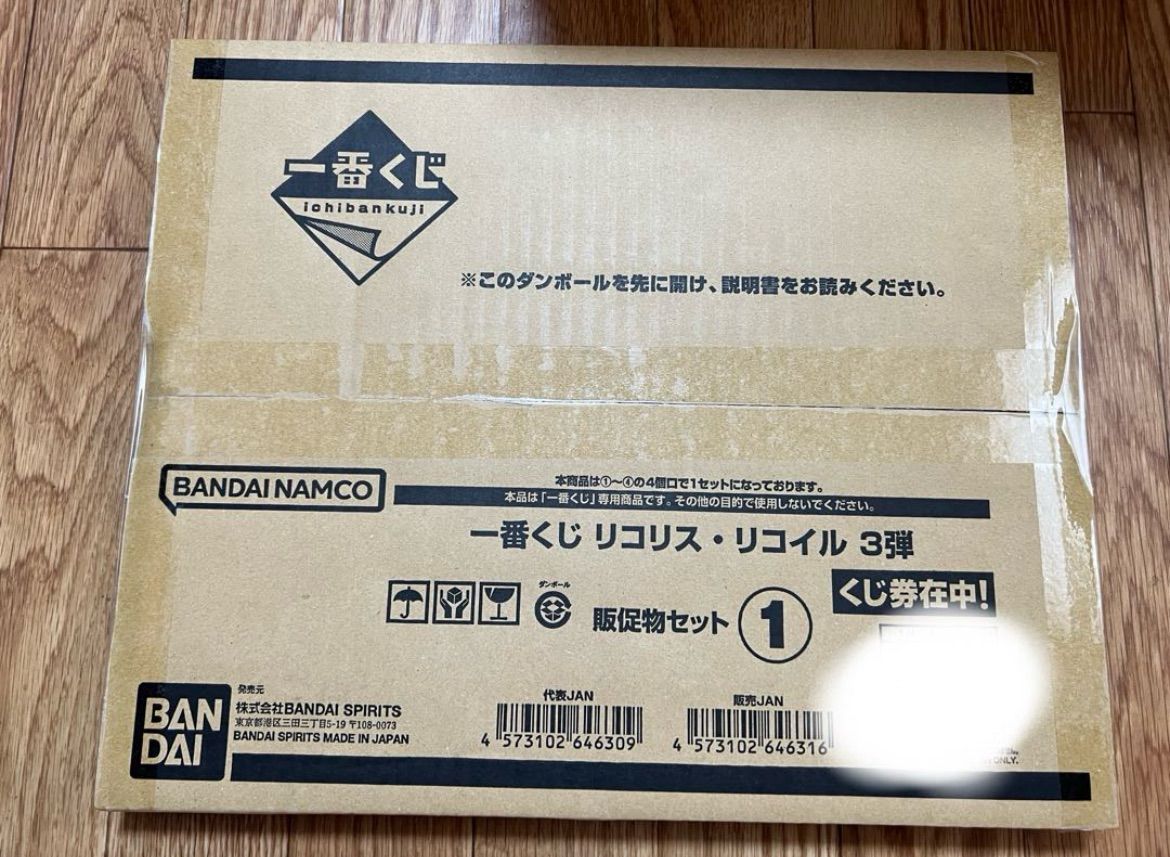 一番くじ
ichibankuji
※このダンボールを先に開け、説明書をお読みください。
BANDAI NAMCO
本商品は①〜④の4個口で1セットになっております。
本品は「一番くじ」専用商品です。その他の目的で使用しないでください。
一番くじ リコリス・リコイル 3弾
くじ券在中!
ダンボール
販促物セット ①
BAN
DAI
発売元
株式会社BANDAI SPIRITS
東京都港区三田三丁目5-19 〒108-0073
BANDAI SPIRITS MADE IN JAPAN
代表JAN
4 573102 646309
販売JAN
4 573102 646316
ONLY.